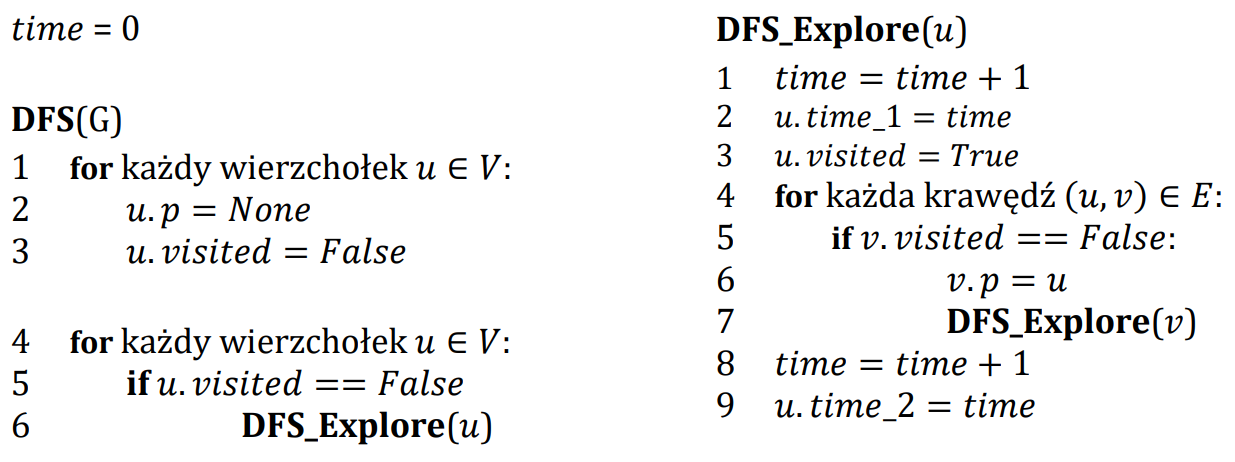 time = 0
DFS(G)
1 for każdy wierzchołek u ∈ V:
2 u.p = None
3 u.visited = False
4 for każdy wierzchołek u ∈ V:
5 if u.visited == False
6 DFS_Explore(u)
DFS_Explore(u)
1 time = time + 1
2 u.time_1 = time
3 u.visited = True
4 for każda krawędź (u, v) ∈ E:
5 if v.visited == False:
6 v.p = u
7 DFS_Explore(v)
8 time = time + 1
9 u.time_2 = time